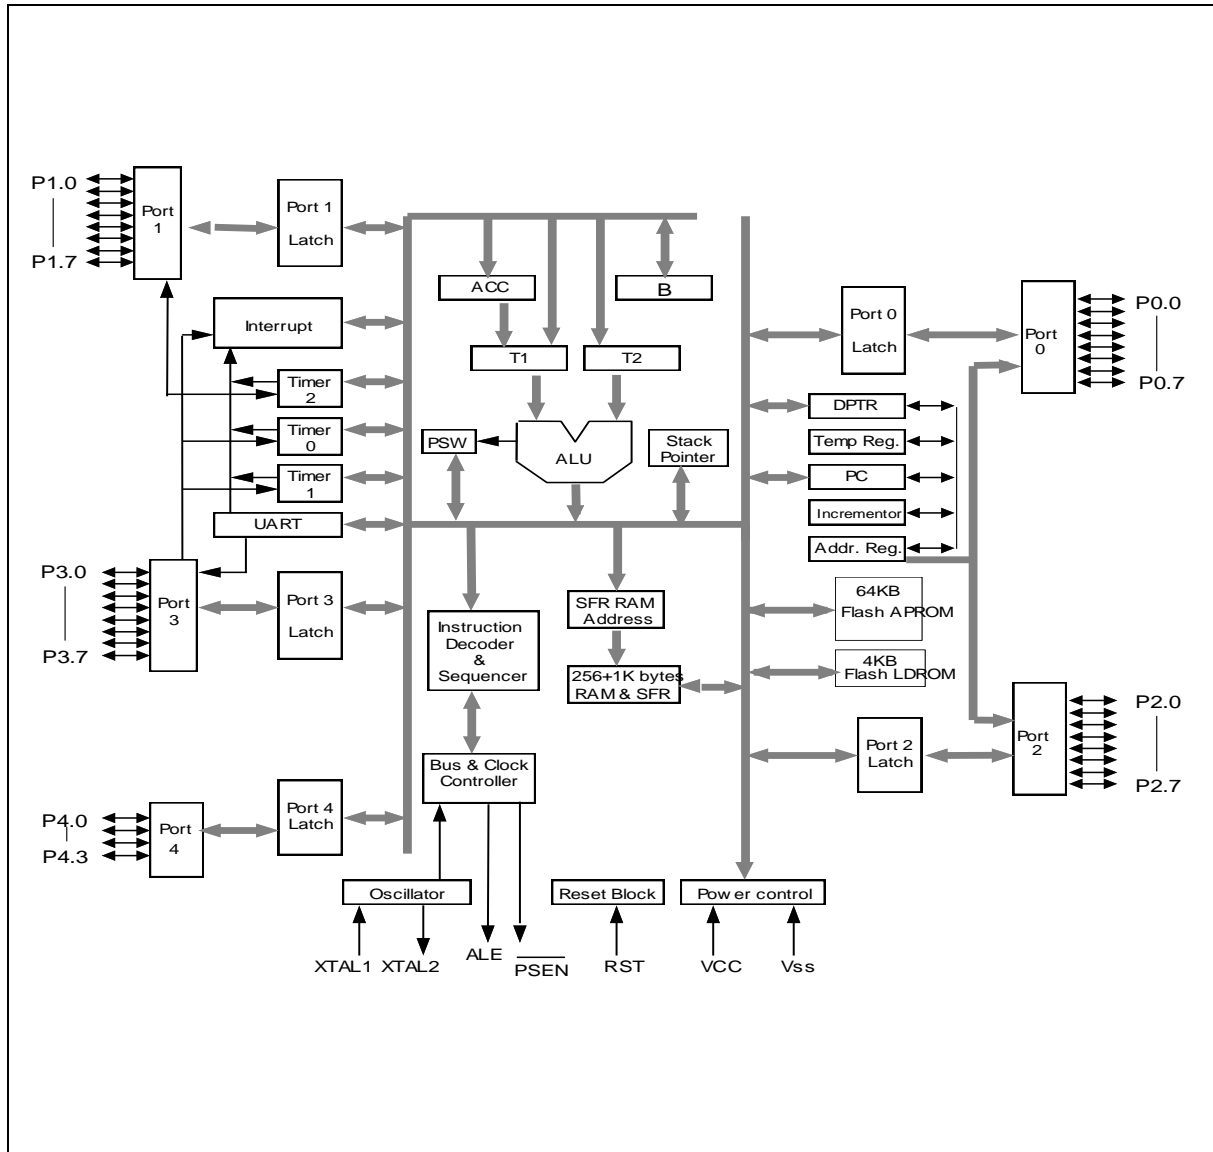 P1.0
P1.7
Port
1
Port 1
Latch
Interrupt
Timer
2
Timer
0
Timer
1
UART
P3.0
P3.7
Port
3
Port 3
Latch
P4.0
P4.3
Port
4
Port 4
Latch
ACC
B
T1
T2
PSW
ALU
Stack
Pointer
Instruction
Decoder
&
Sequencer
SFR RAM
Address
256+1K bytes
RAM & SFR
Bus & Clock
Controller
Oscillator
Reset Block
Power control
XTAL1
XTAL2
ALE
PSEN
RST
VCC
Vss
Port 0
Latch
Port
0
P0.0
P0.7
DPTR
Temp Reg.
PC
Incrementor
Addr. Reg.
64KB
Flash APROM
4KB
Flash LDROM
Port 2
Latch
Port
2
P2.0
P2.7